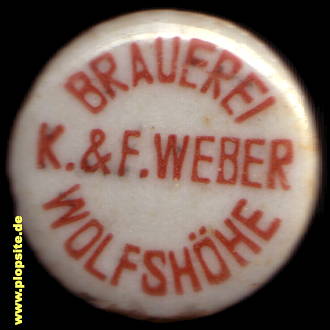 BRAUEREI
K. & F. WEBER
WOLFSHÖHE
www.plopsite.de